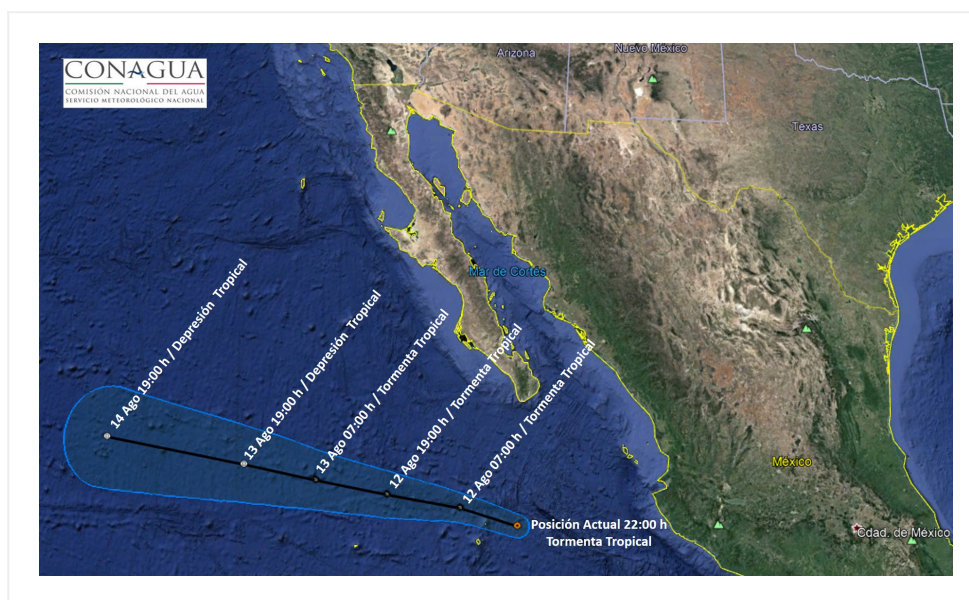 CONAGUA
COMISIÓN NACIONAL DEL AGUA
SERVICIO METEOROLÓGICO NACIONAL
Arizona
Nuevo México
Texas
Mar de Cortés
14 Ago 19:00 h / Depresión Tropical
13 Ago 19:00 h / Depresión Tropical
13 Ago 07:00 h / Tormenta Tropical
12 Ago 19:00 h / Tormenta Tropical
12 Ago 07:00 h / Tormenta Tropical
México
Posición Actual 22:00 h
Tormenta Tropical
Cdad. de México